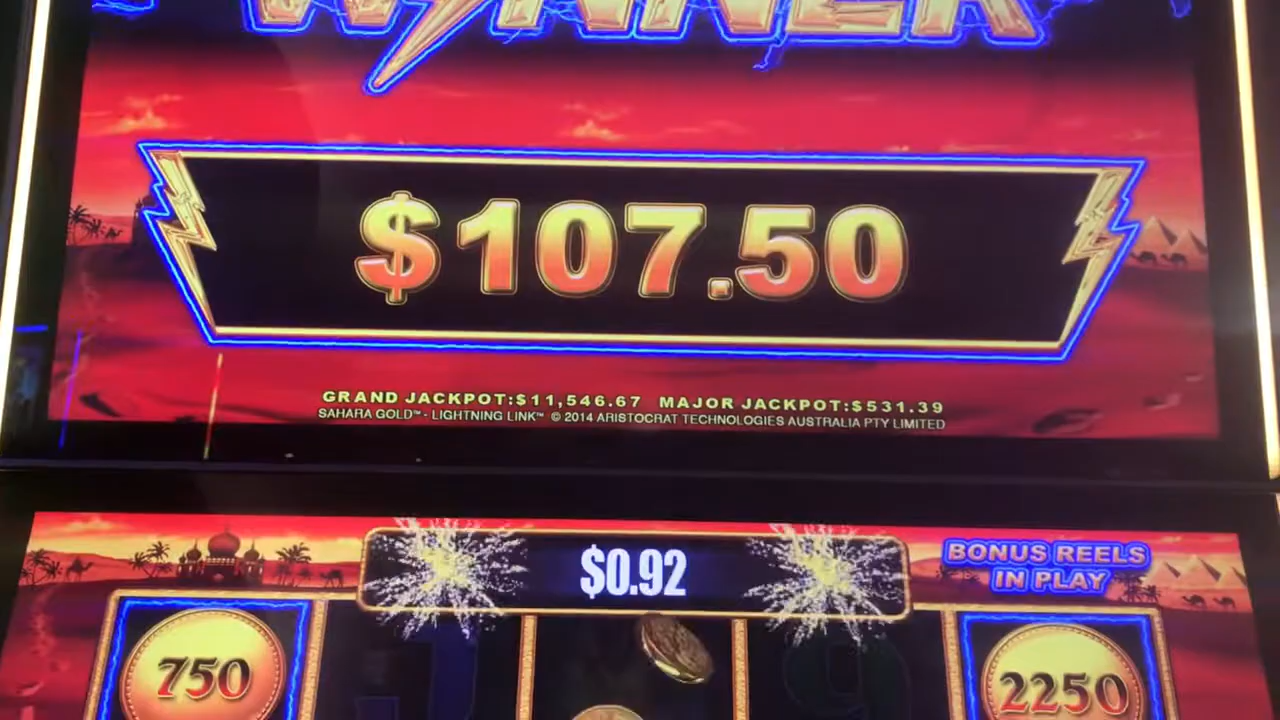 WINNER
$107.50
GRAND JACKPOT:$11,546.67 MAJOR JACKPOT:$531.39
SAHARA GOLD™ - LIGHTNING LINK™ © 2014 ARISTOCRAT TECHNOLOGIES AUSTRALIA PTY LIMITED
$0.92
BONUS REELS
IN PLAY
750
2250